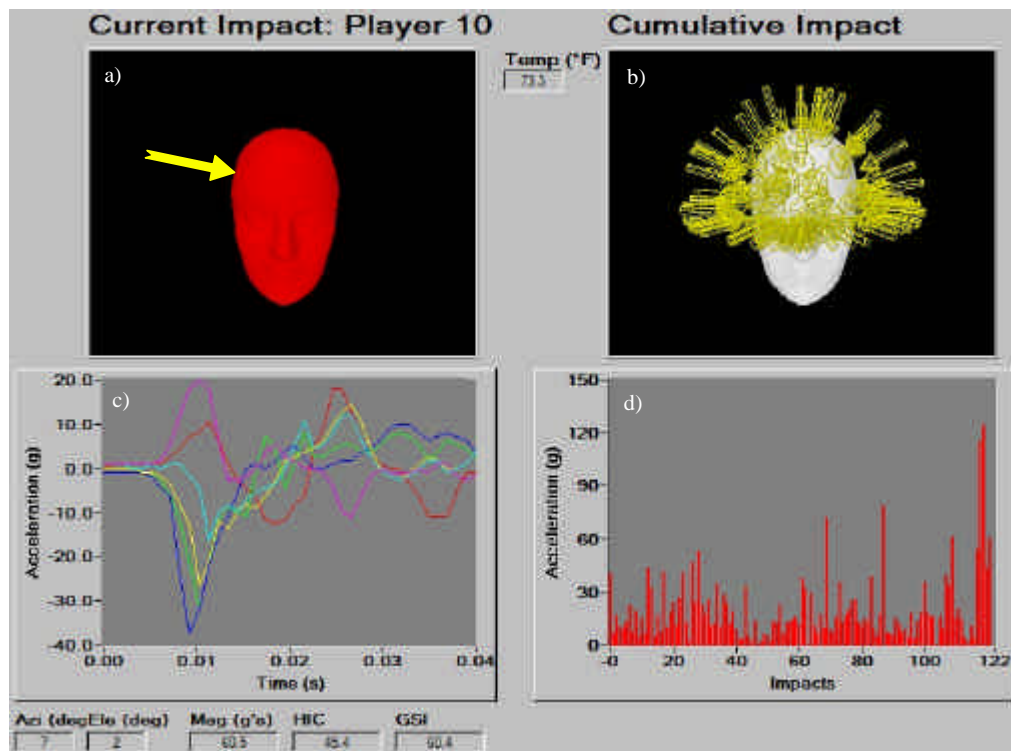 Current Impact: Player 10
Cumulative Impact
Temp (°F)
a)
b)
c)
20.0
10.0
0.0
-10.0
-20.0
-30.0
-40.0
Acceleration (g)
0.00
0.01
0.02
0.03
0.04
Time (s)
d)
150
120
90
60
30
0
Acceleration (g)
-0
20
40
60
80
100
122
Impacts
Azi (degEle (deg)
Mag (g's)
HIC
GSI
7
2